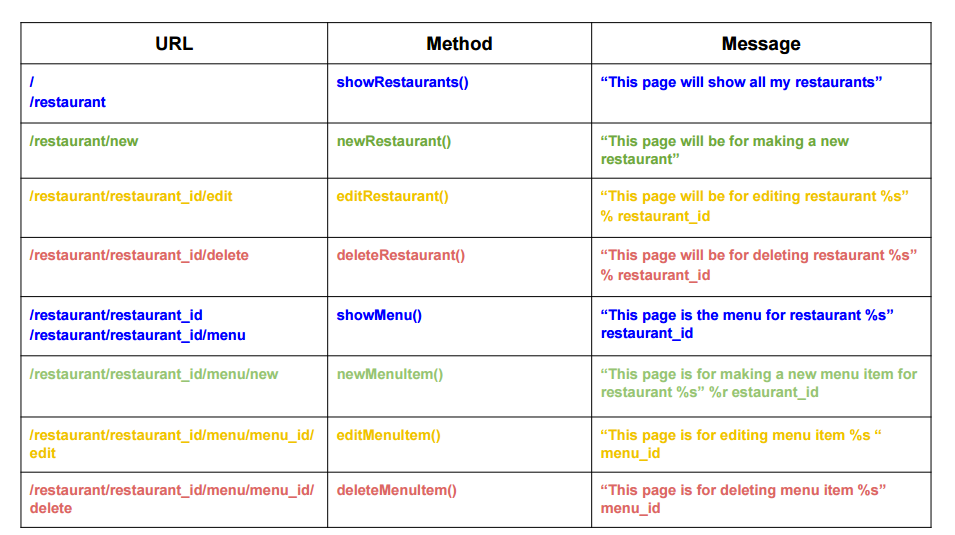 URL Method Message
/ showRestaurants() “This page will show all my restaurants”
/restaurant
/restaurant/new newRestaurant() “This page will be for making a new
restaurant”
/restaurant/restaurant_id/edit editRestaurant() “This page will be for editing restaurant %s”
% restaurant_id
/restaurant/restaurant_id/delete deleteRestaurant() “This page will be for deleting restaurant %s”
% restaurant_id
/restaurant/restaurant_id showMenu() “This page is the menu for restaurant %s”
/restaurant/restaurant_id/menu restaurant_id
/restaurant/restaurant_id/menu/new newMenuItem() “This page is for making a new menu item for
restaurant %s” %r estaurant_id
/restaurant/restaurant_id/menu/menu_id/ editMenuItem() “This page is for editing menu item %s “
edit menu_id
/restaurant/restaurant_id/menu/menu_id/ deleteMenuItem() “This page is for deleting menu item %s”
delete menu_id